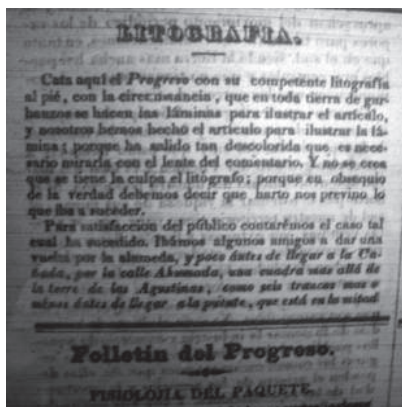 LITOGRAFIA.
Cata aquí el Progreso con su competente litografía
al pié, con la circunstancia, que en toda tierra de gar-
banzos se hácen las láminas para ilustrar el artículo,
y nosotros hémos hecho el artículo para ilustrar la lá-
mina; porque ha salido tan descolorida que es nece-
sario mirarla con el lente del comentario. Y no se crea
que se tiene la culpa el litógrafo; porque en obsequio
de la verdad debemos decir que harto nos previno lo
que iba a sucéder.
Para satisfaccion del público contarémos el caso tal
cual ha sucedido. Ibámos algunos amigos a dar una
vuelta por la alameda, y poco ántes de llegar a la Ca-
ñada, por la calle Ahumada, una cuadra mas allá de
la torre de las Agustinas, como seis trancos mas o
ménos ántes de llegar a la puente, que está en la mitad
Folletin del Progreso.
FISIOLOJIA DEL PAQUETE.